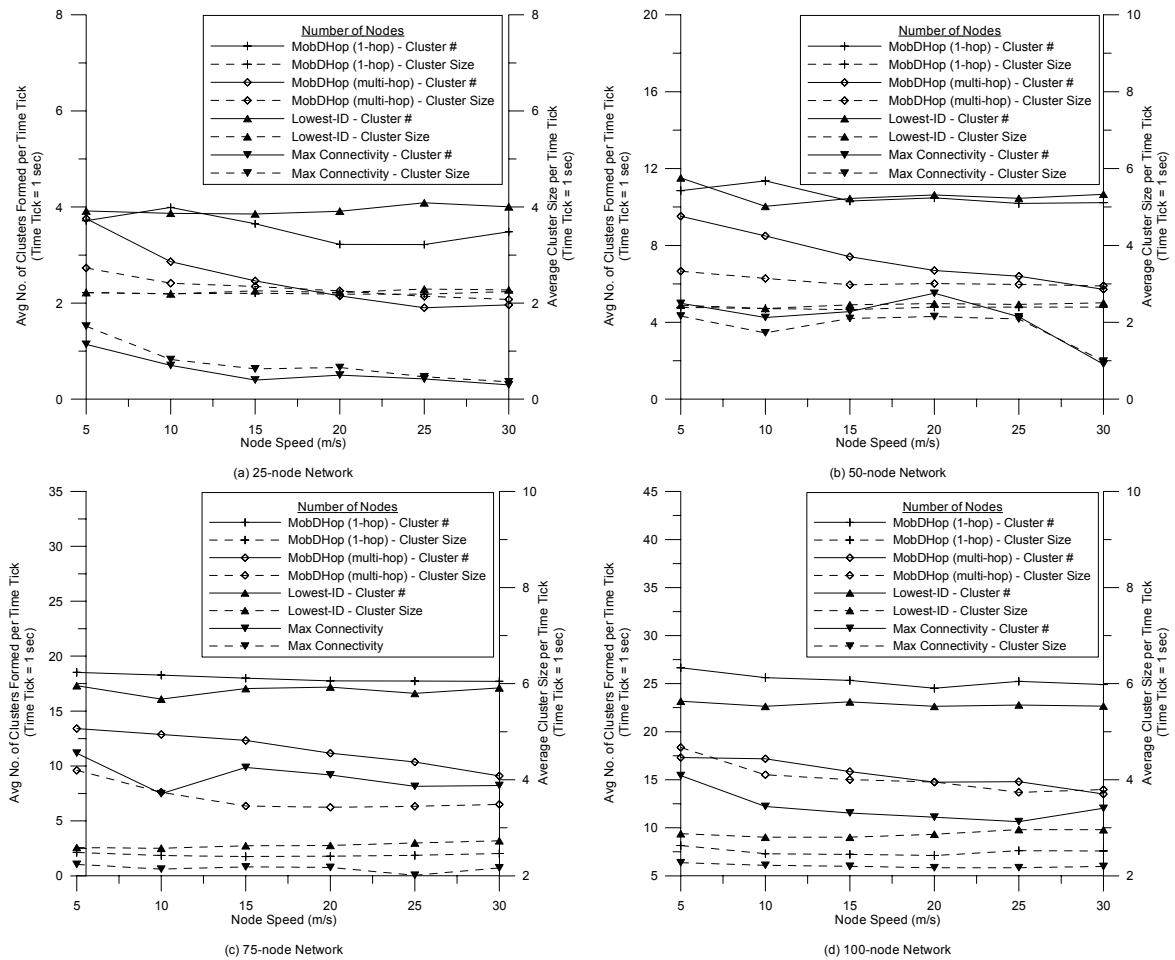 8
8
Number of Nodes
MobDHop (1-hop) - Cluster #
MobDHop (1-hop) - Cluster Size
MobDHop (multi-hop) - Cluster #
MobDHop (multi-hop) - Cluster Size
Lowest-ID - Cluster #
Lowest-ID - Cluster Size
Max Connectivity - Cluster #
Max Connectivity - Cluster Size
6
6
4
4
2
2
0
0
Avg No. of Clusters Formed per Time Tick
(Time Tick = 1 sec)
Average Cluster Size per Time Tick
(Time Tick = 1 sec)
5 10 15 20 25 30
Node Speed (m/s)
(a) 25-node Network
20
10
Number of Nodes
MobDHop (1-hop) - Cluster #
MobDHop (1-hop) - Cluster Size
MobDHop (multi-hop) - Cluster #
MobDHop (multi-hop) - Cluster Size
Lowest-ID - Cluster #
Lowest-ID - Cluster Size
Max Connectivity - Cluster #
Max Connectivity - Cluster Size
16
8
12
6
8
4
4
2
0
0
Avg No. of Clusters Formed per Time Tick
(Time Tick = 1 sec)
Average Cluster Size per Time Tick
(Time Tick = 1 sec)
5 10 15 20 25 30
Node Speed (m/s)
(b) 50-node Network
35
10
Number of Nodes
MobDHop (1-hop) - Cluster #
MobDHop (1-hop) - Cluster Size
MobDHop (multi-hop) - Cluster #
MobDHop (multi-hop) - Cluster Size
Lowest-ID - Cluster #
Lowest-ID - Cluster Size
Max Connectivity
Max Connectivity
30
25
8
20
6
15
10
4
5
0
2
Avg No. of Clusters Formed per Time Tick
(Time Tick = 1 sec)
Average Cluster Size per Time Tick
(Time Tick = 1 sec)
5 10 15 20 25 30
Node Speed (m/s)
(c) 75-node Network
45
10
Number of Nodes
MobDHop (1-hop) - Cluster #
MobDHop (1-hop) - Cluster Size
MobDHop (multi-hop) - Cluster #
MobDHop (multi-hop) - Cluster Size
Lowest-ID - Cluster #
Lowest-ID - Cluster Size
Max Connectivity - Cluster #
Max Connectivity - Cluster Size
40
35
8
30
25
6
20
15
4
10
5
2
Avg No. of Clusters Formed per Time Tick
(Time Tick = 1 sec)
Average Cluster Size per Time Tick
(Time Tick = 1 sec)
5 10 15 20 25 30
Node Speed (m/s)
(d) 100-node Network